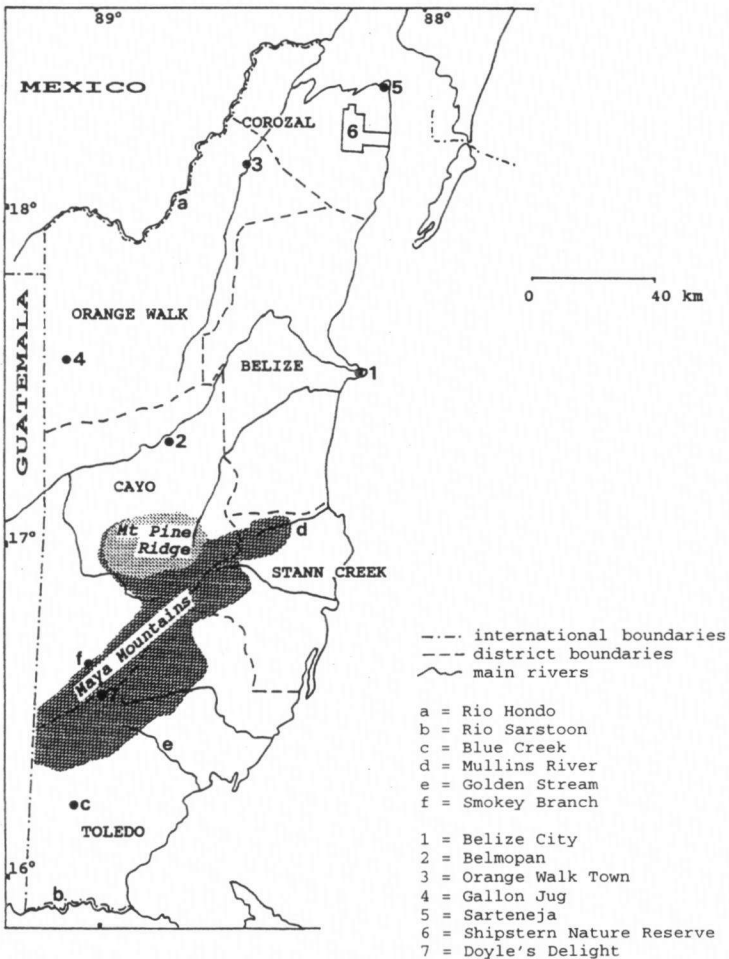 89°
88°
MEXICO
5
COROZAL
6
3
a
18°
0 40 km
GUATEMALA
ORANGE WALK
4
BELIZE
1
2
CAYO
17°
Mt Pine
Ridge
d
STANN CREEK
Maya Mountains
f
7
e
c
TOLEDO
16°
b
international boundaries
district boundaries
main rivers
a = Rio Hondo
b = Rio Sarstoon
c = Blue Creek
d = Mullins River
e = Golden Stream
f = Smokey Branch
1 = Belize City
2 = Belmopan
3 = Orange Walk Town
4 = Gallon Jug
5 = Sarteneja
6 = Shipstern Nature Reserve
7 = Doyle's Delight